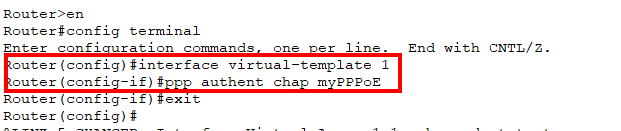 Router>en
Router#config terminal
Enter configuration commands, one per line.  End with CNTL/Z.
Router(config)#interface virtual-template 1
Router(config-if)#ppp authent chap myPPPoE
Router(config-if)#exit
Router(config)#